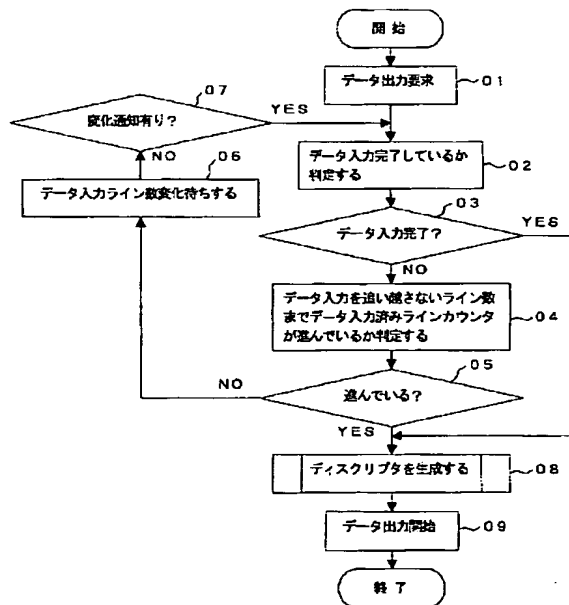 開 始
データ出力要求
01
07
変化通知有り？
YES
NO
06
データ入力ライン数変化待ちする
データ入力完了しているか
判定する
02
03
データ入力完了？
YES
NO
データ入力を追い越さないライン数
までデータ入力済みラインカウンタ
が進んでいるか判定する
04
05
進んでいる？
NO
YES
ディスクリプタを生成する
08
データ出力開始
09
終 了